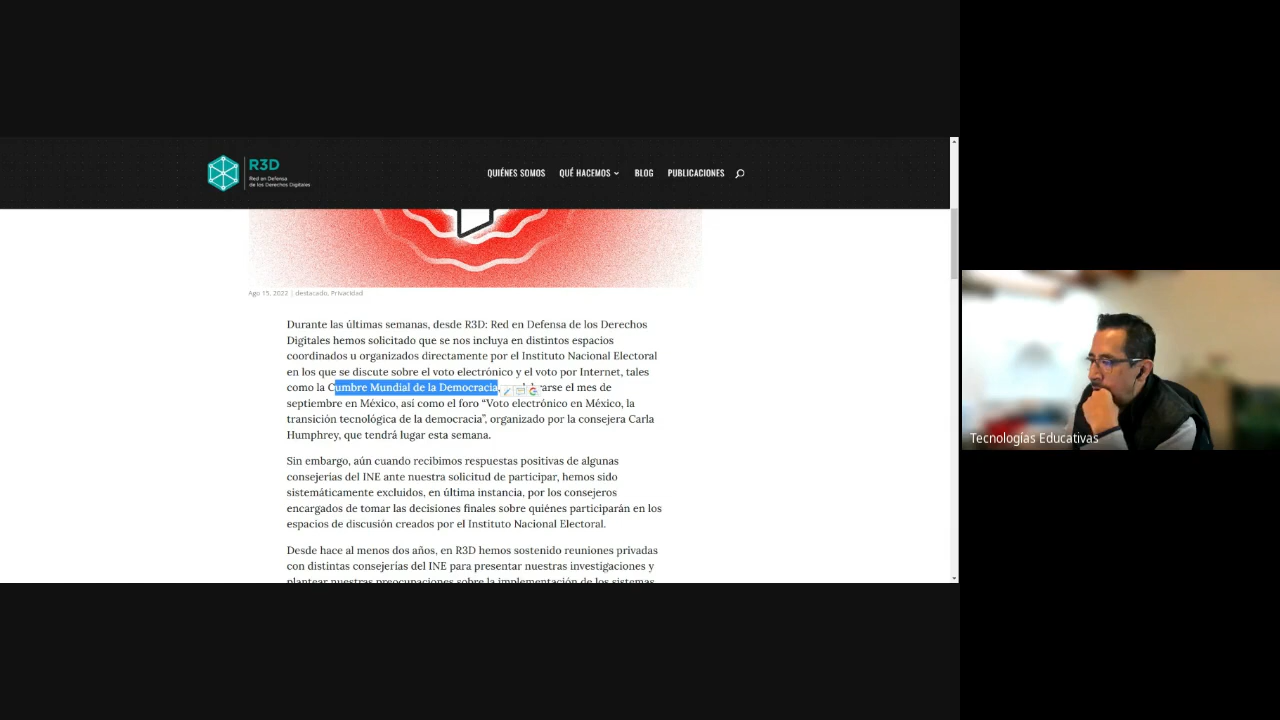 R3D
Red en Defensa
de los Derechos Digitales
QUIÉNES SOMOS QUÉ HACEMOS BLOG PUBLICACIONES
Ago 15, 2022 | destacado, Privacidad
Durante las últimas semanas, desde R3D: Red en Defensa de los Derechos
Digitales hemos solicitado que se nos incluya en distintos espacios
coordinados u organizados directamente por el Instituto Nacional Electoral
en los que se discute sobre el voto electrónico y el voto por Internet, tales
como la Cumbre Mundial de la Democracia, rarse el mes de
septiembre en México, así como el foro “Voto electrónico en México, la
transición tecnológica de la democracia”, organizado por la consejera Carla
Humphrey, que tendrá lugar esta semana.
Sin embargo, aún cuando recibimos respuestas positivas de algunas
consejerías del INE ante nuestra solicitud de participar, hemos sido
sistemáticamente excluidos, en última instancia, por los consejeros
encargados de tomar las decisiones finales sobre quiénes participarán en los
espacios de discusión creados por el Instituto Nacional Electoral.
Desde hace al menos dos años, en R3D hemos sostenido reuniones privadas
con distintas consejerías del INE para presentar nuestras investigaciones y
plantear nuestras preocupaciones sobre la implementación de los sistemas
Tecnologías Educativas